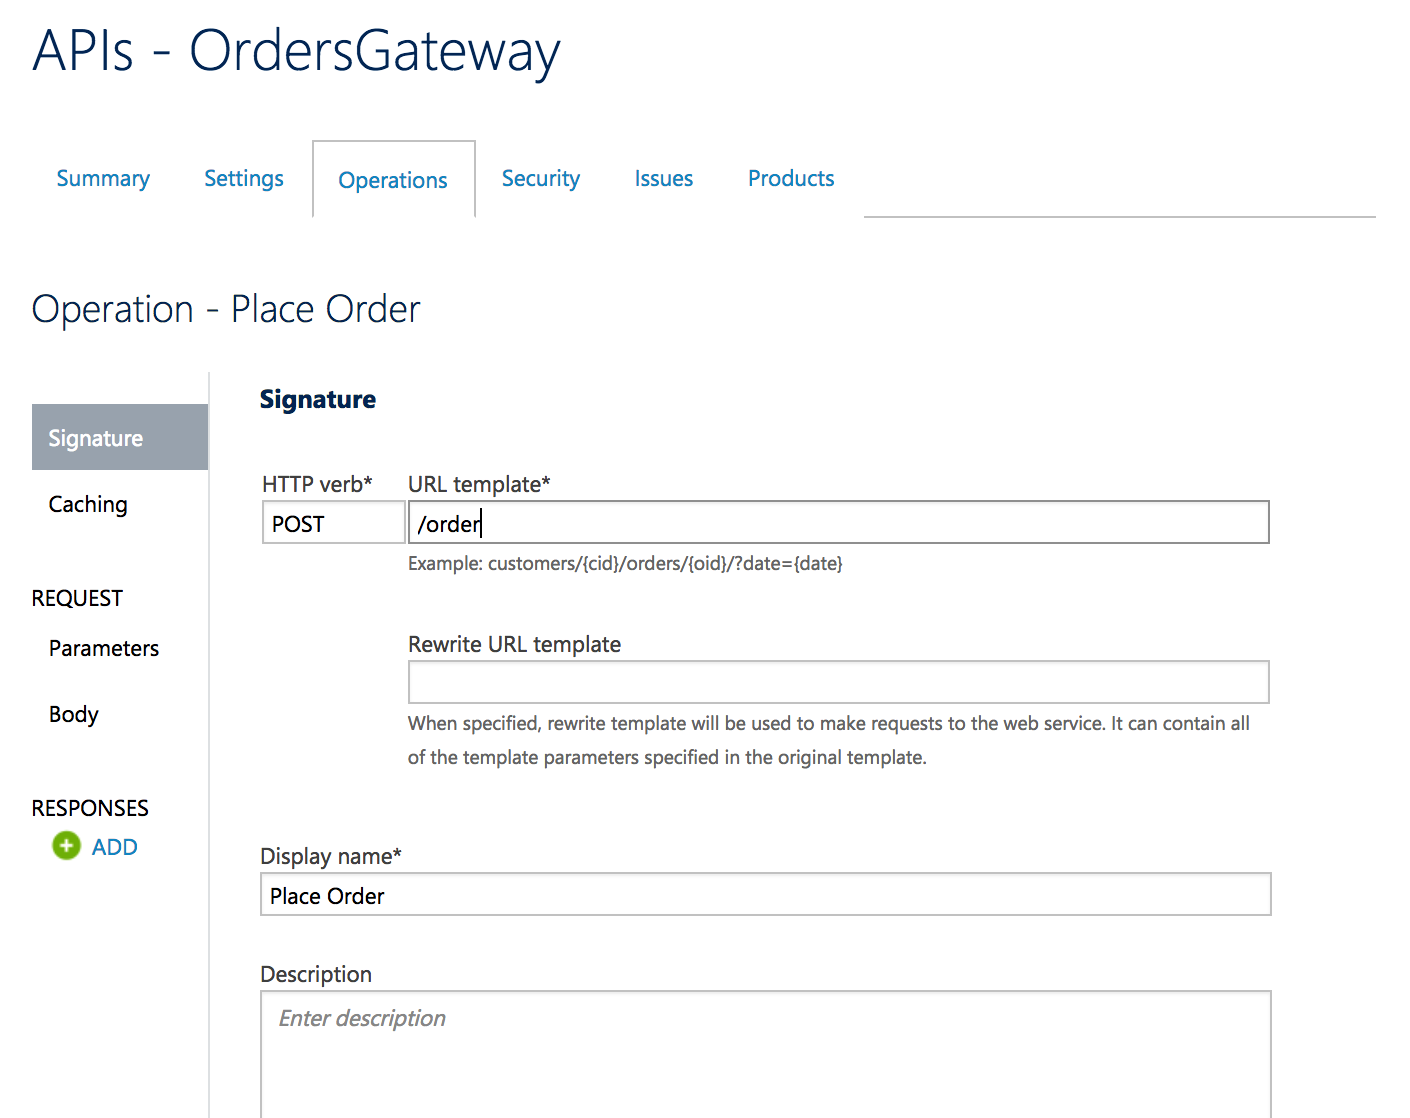 APIs - OrdersGateway
Summary Settings Operations Security Issues Products
Operation - Place Order
Signature
Caching
REQUEST
Parameters
Body
RESPONSES
ADD
Signature
HTTP verb* URL template*
POST /order
Example: customers/{cid}/orders/{oid}/?date={date}
Rewrite URL template
When specified, rewrite template will be used to make requests to the web service. It can contain all
of the template parameters specified in the original template.
Display name*
Place Order
Description
Enter description